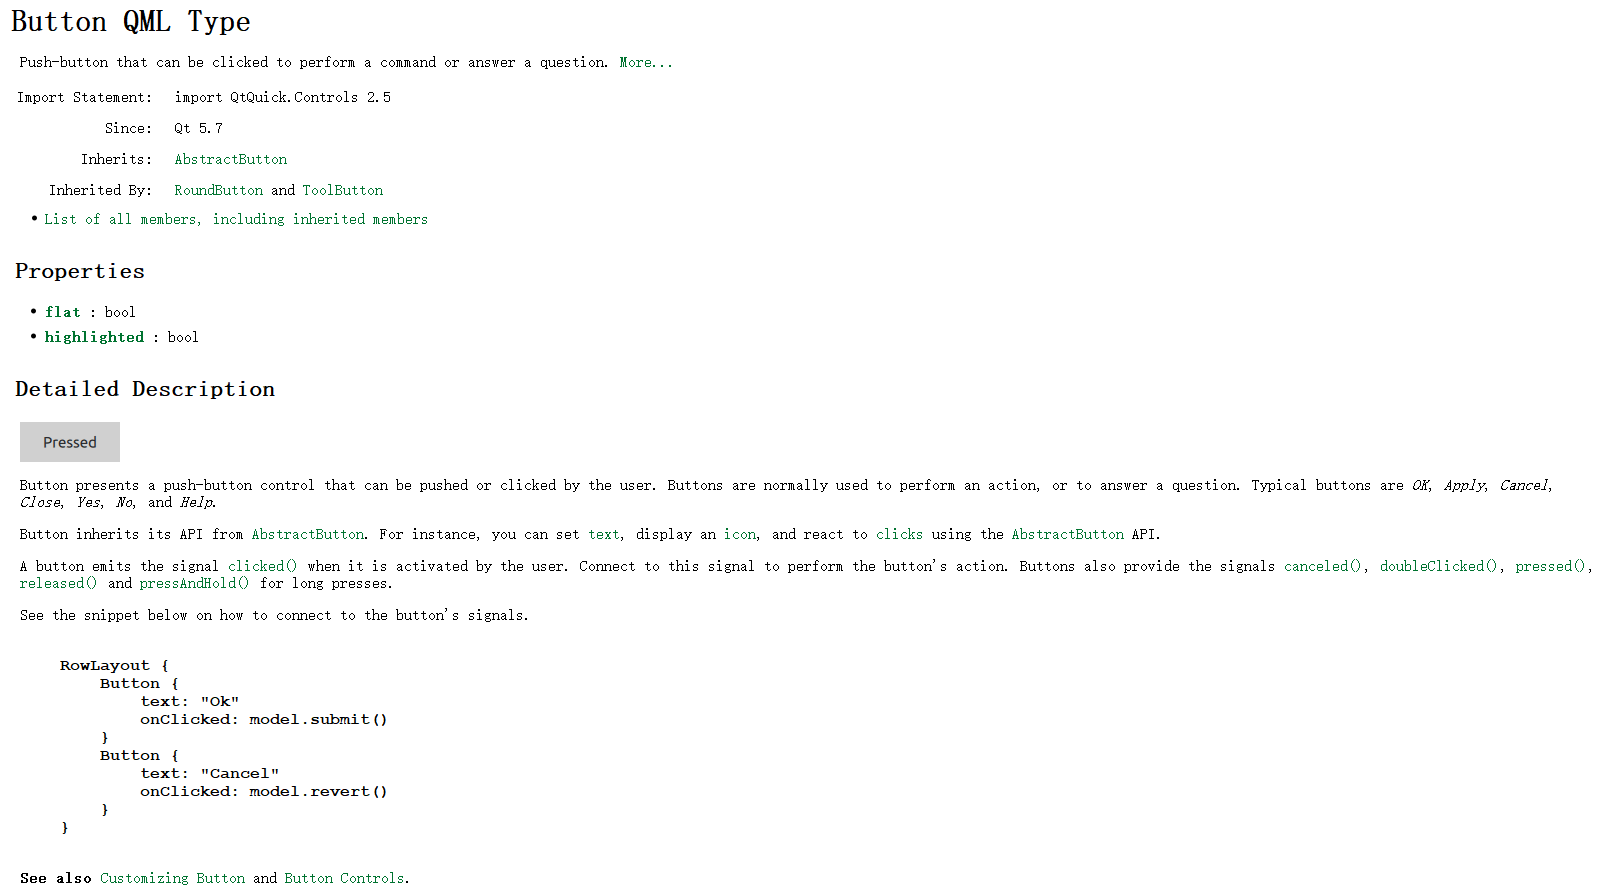 Button QML Type
Push-button that can be clicked to perform a command or answer a question. More...
Import Statement: import QtQuick.Controls 2.5
Since: Qt 5.7
Inherits: AbstractButton
Inherited By: RoundButton and ToolButton
• List of all members, including inherited members
Properties
• flat : bool
• highlighted : bool
Detailed Description
Pressed
Button presents a push-button control that can be pushed or clicked by the user. Buttons are normally used to perform an action, or to answer a question. Typical buttons are OK, Apply, Cancel,
Close, Yes, No, and Help.
Button inherits its API from AbstractButton. For instance, you can set text, display an icon, and react to clicks using the AbstractButton API.
A button emits the signal clicked() when it is activated by the user. Connect to this signal to perform the button's action. Buttons also provide the signals canceled(), doubleClicked(), pressed(),
released() and pressAndHold() for long presses.
See the snippet below on how to connect to the button's signals.
RowLayout {
    Button {
        text: "Ok"
        onClicked: model.submit()
    }
    Button {
        text: "Cancel"
        onClicked: model.revert()
    }
}
See also Customizing Button and Button Controls.